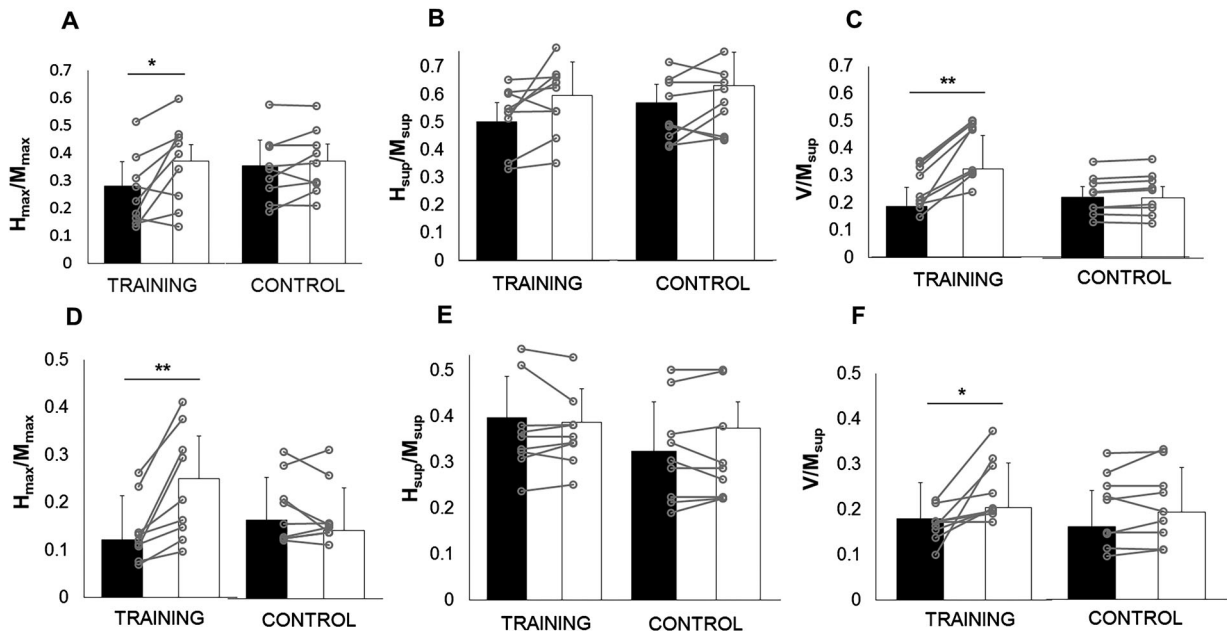 A
Hmax/Mmax
0.7
0.6
0.5
0.4
0.3
0.2
0.1
0
*
TRAINING CONTROL
B
Hsup/Msup
0.7
0.6
0.5
0.4
0.3
0.2
0.1
0
TRAINING CONTROL
C
V/Msup
0.7
0.6
0.5
0.4
0.3
0.2
0.1
0
**
TRAINING CONTROL
D
Hmax/Mmax
0.5
0.4
0.3
0.2
0.1
0
**
TRAINING CONTROL
E
Hsup/Msup
0.5
0.4
0.3
0.2
0.1
0
TRAINING CONTROL
F
V/Msup
0.5
0.4
0.3
0.2
0.1
0
*
TRAINING CONTROL